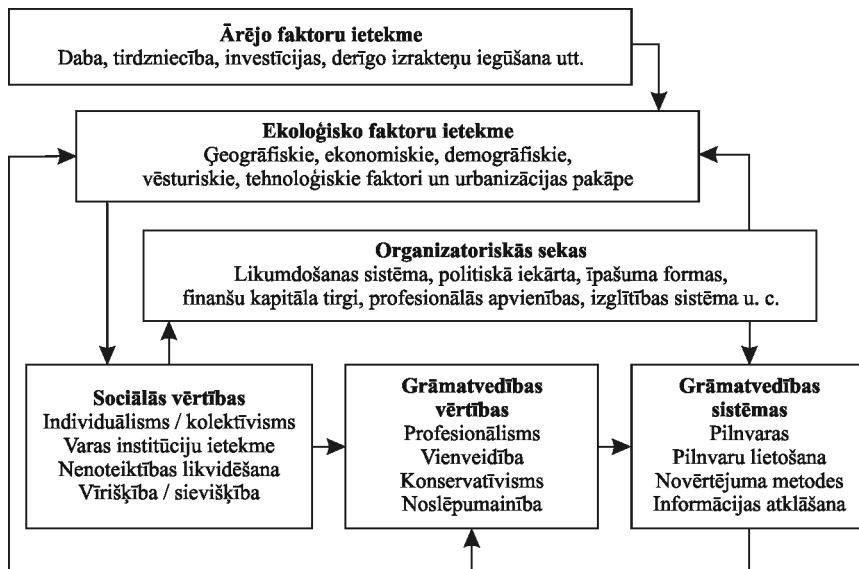 Ārējo faktoru ietekme
Daba, tirdzniecība, investīcijas, derīgo izrakteņu iegūšana utt.
Ekoloģisko faktoru ietekme
Ģeogrāfiskie, ekonomiskie, demogrāfiskie,
vēsturiskie, tehnoloģiskie faktori un urbanizācijas pakāpe
Organizatoriskās sekas
Likumdošanas sistēma, politiskā iekārta, īpašuma formas,
finanšu kapitāla tirgi, profesionālās apvienības, izglītības sistēma u. c.
Sociālās vērtības
Individuālisms / kolektīvisms
Varas institūciju ietekme
Nenoteiktības likvidēšana
Vīrišķība / sievišķība
Grāmatvedības
vērtības
Profesionālisms
Vienveidība
Konservatīvisms
Noslēpumainība
Grāmatvedības
sistēmas
Pilnvaras
Pilnvaru lietošana
Novērtējuma metodes
Informācijas atklāšana